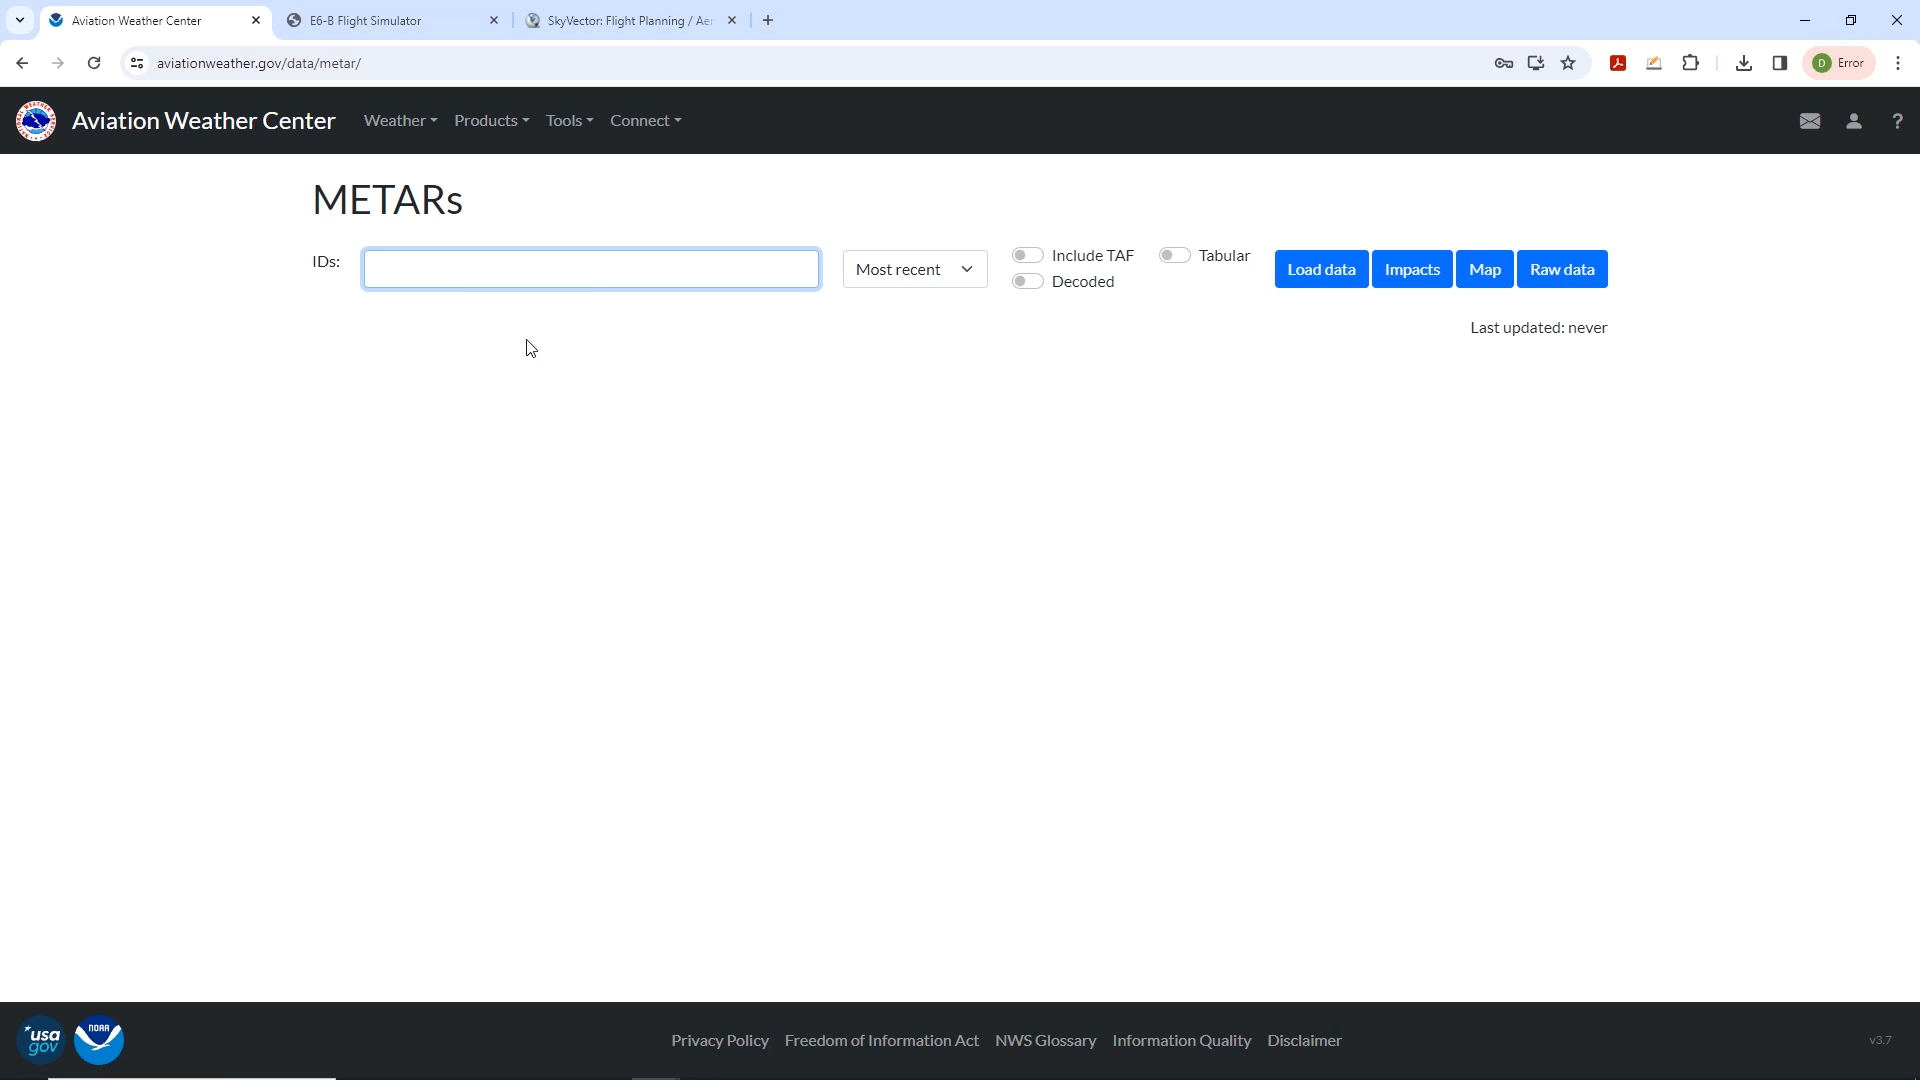 Aviation Weather Center
E6-B Flight Simulator
SkyVector: Flight Planning / Aer
aviationweather.gov/data/metar/
D Error
Aviation Weather Center
Weather
Products
Tools
Connect
?
METARs
IDs:
Most recent
Include TAF
Tabular
Decoded
Load data
Impacts
Map
Raw data
Last updated: never
usa
gov
NOAA
Privacy Policy
Freedom of Information Act
NWS Glossary
Information Quality
Disclaimer
v3.7